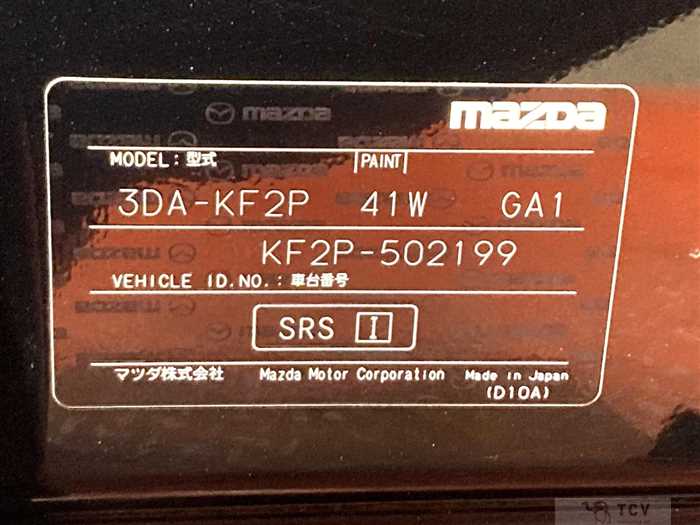 mazda
MODEL: 型式 PAINT
3DA-KF2P 41W GA1
KF2P-502199
VEHICLE ID.NO.: 車台番号
SRS I
マツダ株式会社 Mazda Motor Corporation Made in Japan
(D10A)
TCV